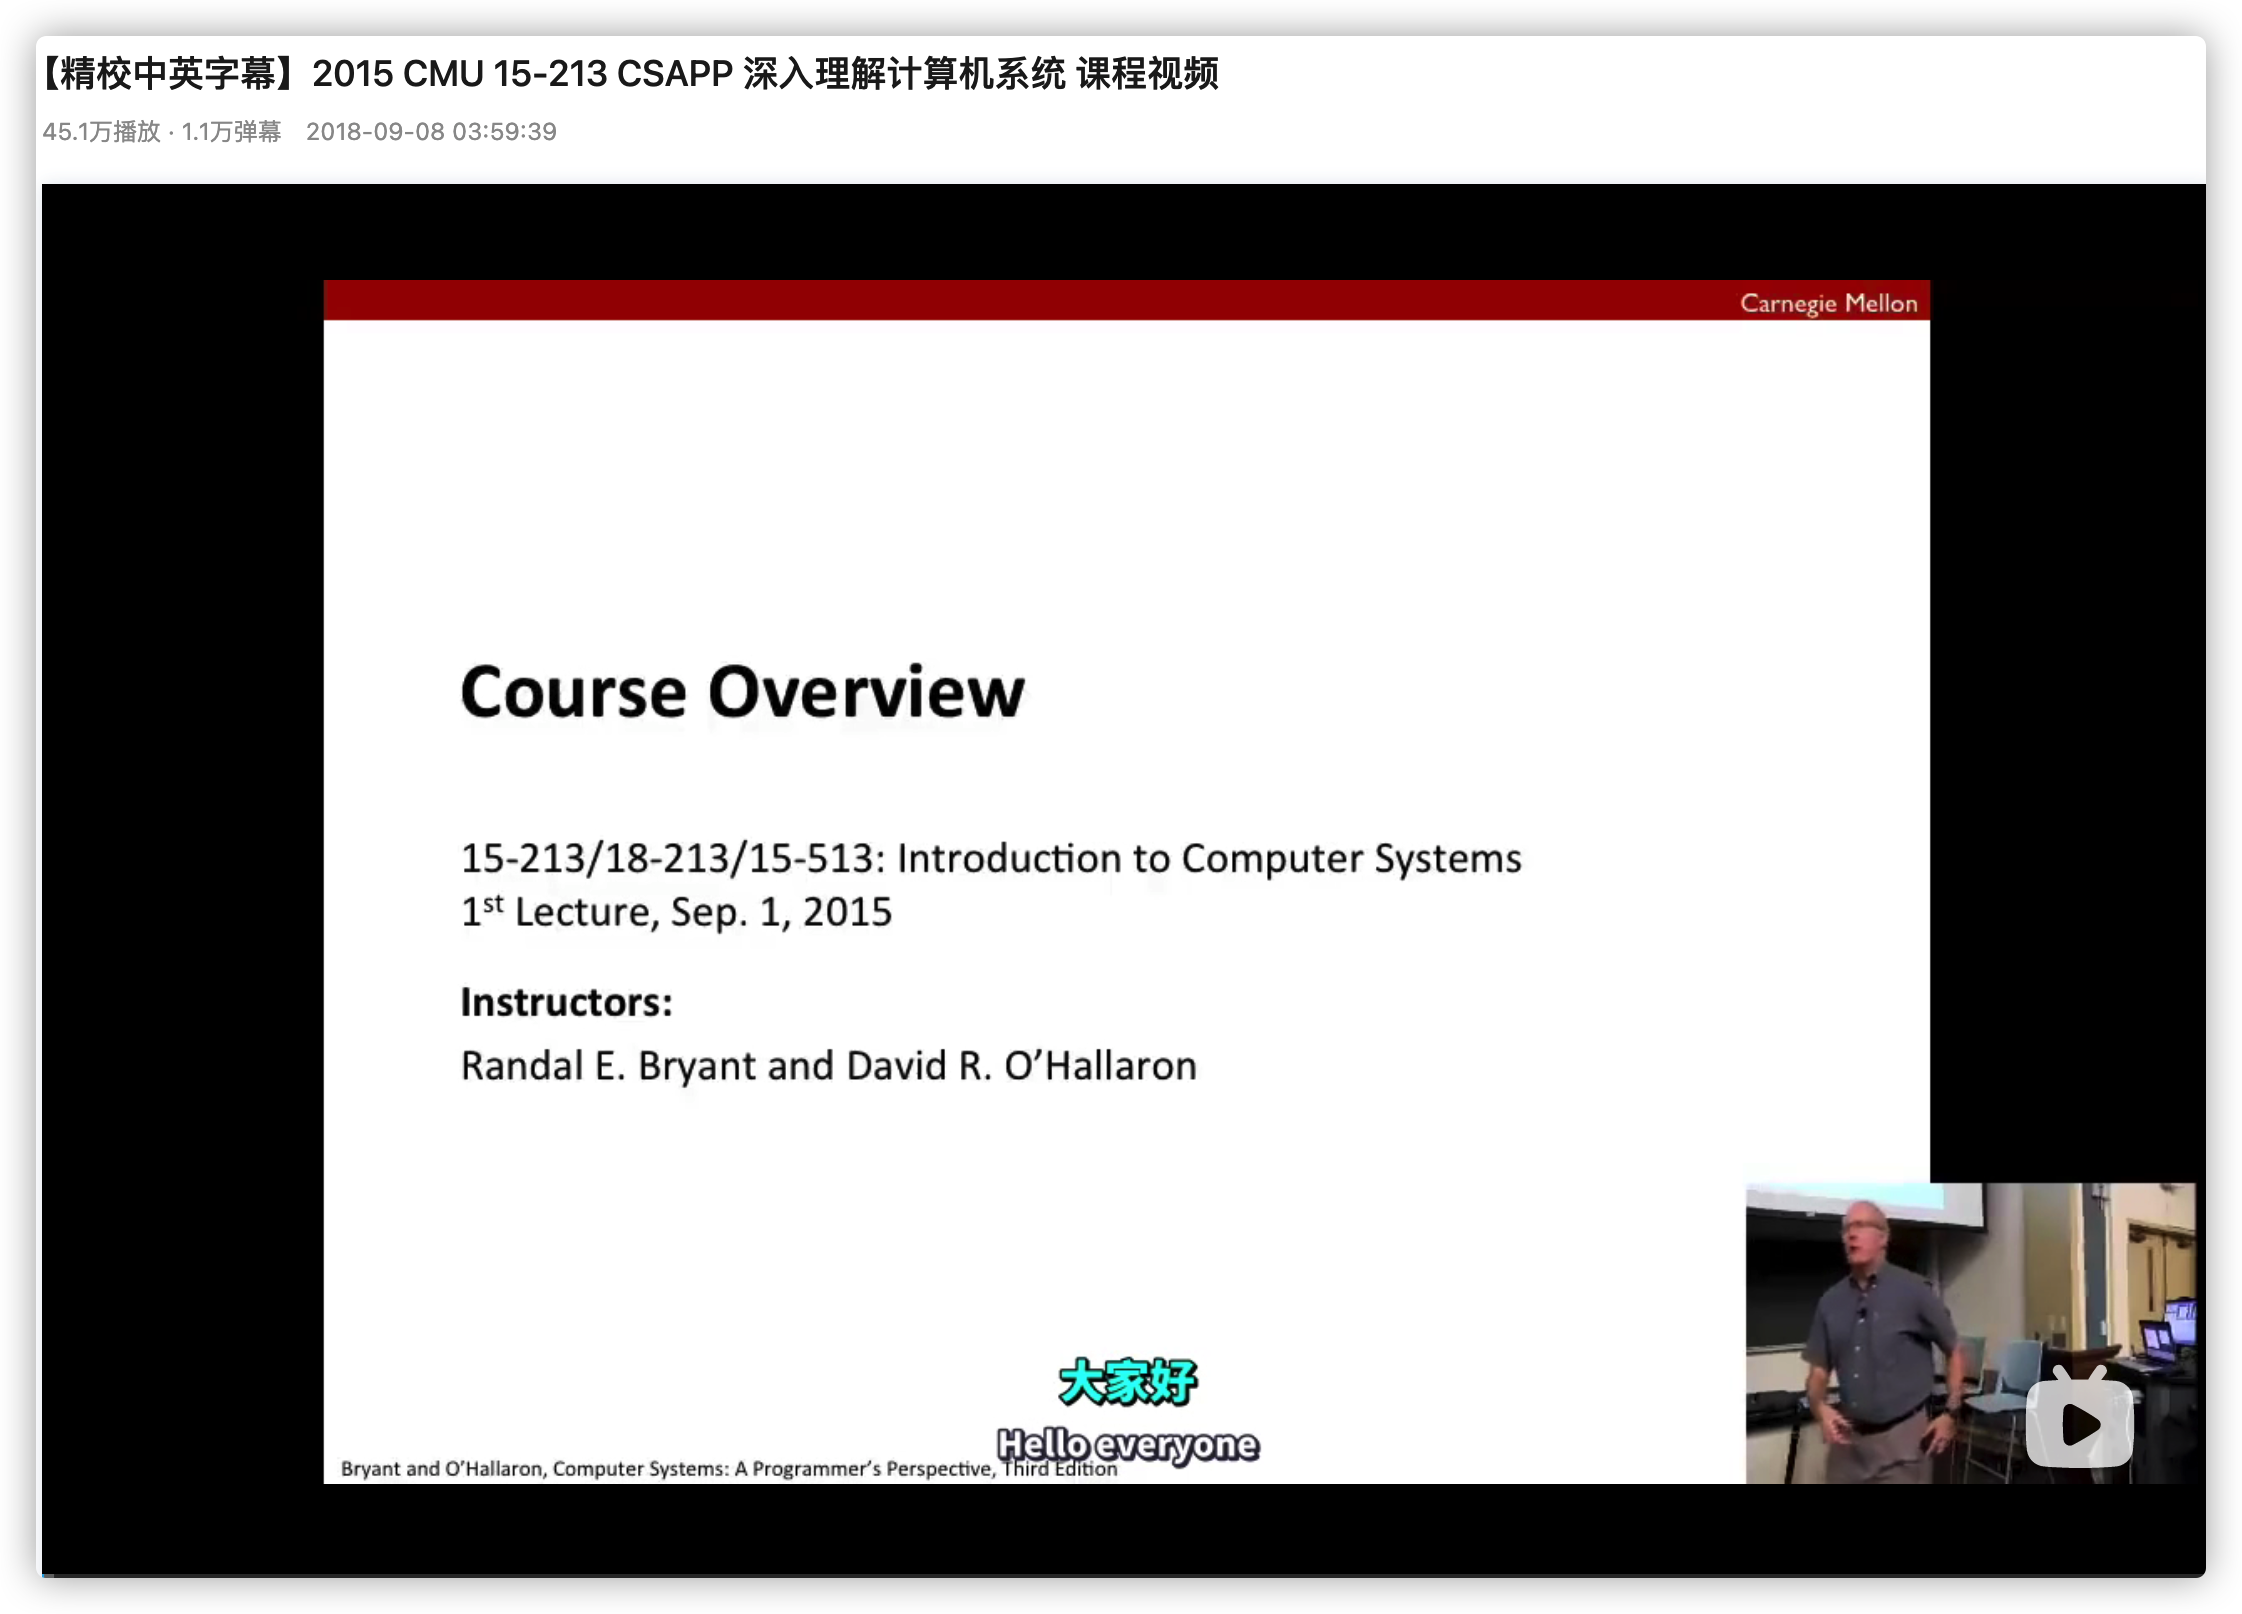 【精校中英字幕】2015 CMU 15-213 CSAPP 深入理解计算机系统 课程视频
45.1万播放 · 1.1万弹幕 2018-09-08 03:59:39
Carnegie Mellon
Course Overview
15-213/18-213/15-513: Introduction to Computer Systems
1st Lecture, Sep. 1, 2015
Instructors:
Randal E. Bryant and David R. O’Hallaron
大家好
Hello everyone
Bryant and O’Hallaron, Computer Systems: A Programmer’s Perspective, Third Edition